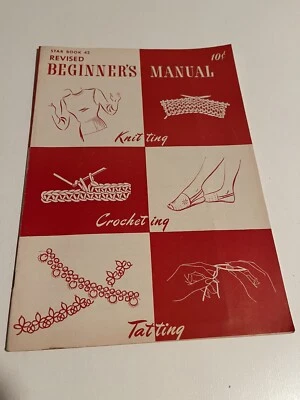 STAR BOOK 42
REVISED
BEGINNER'S MANUAL 10¢
Knitting
Crocheting
Tatting